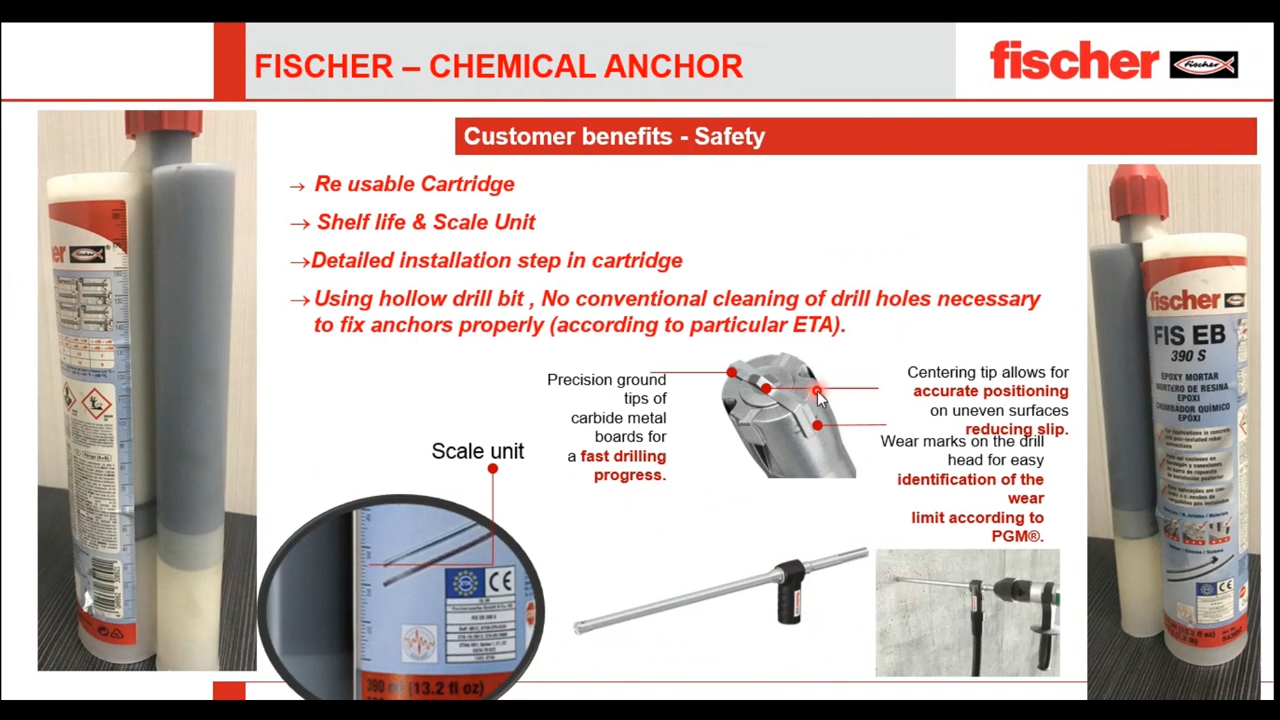 FISCHER – CHEMICAL ANCHOR
fischer
fischer
Customer benefits - Safety
→ Re usable Cartridge
→ Shelf life & Scale Unit
→Detailed installation step in cartridge
→Using hollow drill bit , No conventional cleaning of drill holes necessary
to fix anchors properly (according to particular ETA).
Precision ground
tips of
carbide metal
boards for
a fast drilling
progress.
Centering tip allows for
accurate positioning
on uneven surfaces
reducing slip.
Wear marks on the drill
head for easy
identification of the
wear
limit according to
PGM®.
Scale unit
CE
390 ml (13.2 fl oz)
fischer
FIS EB
390 S
EPOXY MORTAR
MORTERO DE RESINA
EPOXI
CHUMBADOR QUÍMICO
EPÓXI